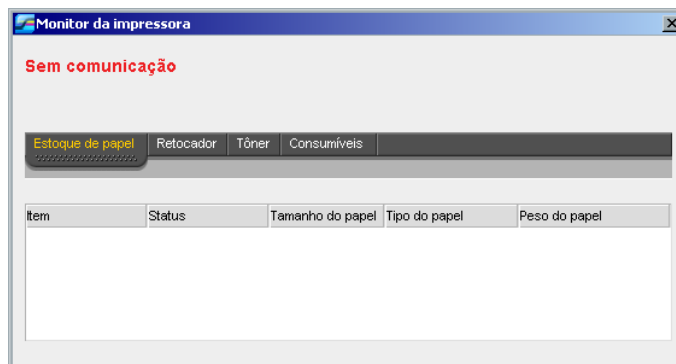 Monitor da impressora
Sem comunicação
Estoque de papel Retocador Tôner Consumíveis
Item Status Tamanho do papel Tipo do papel Peso do papel